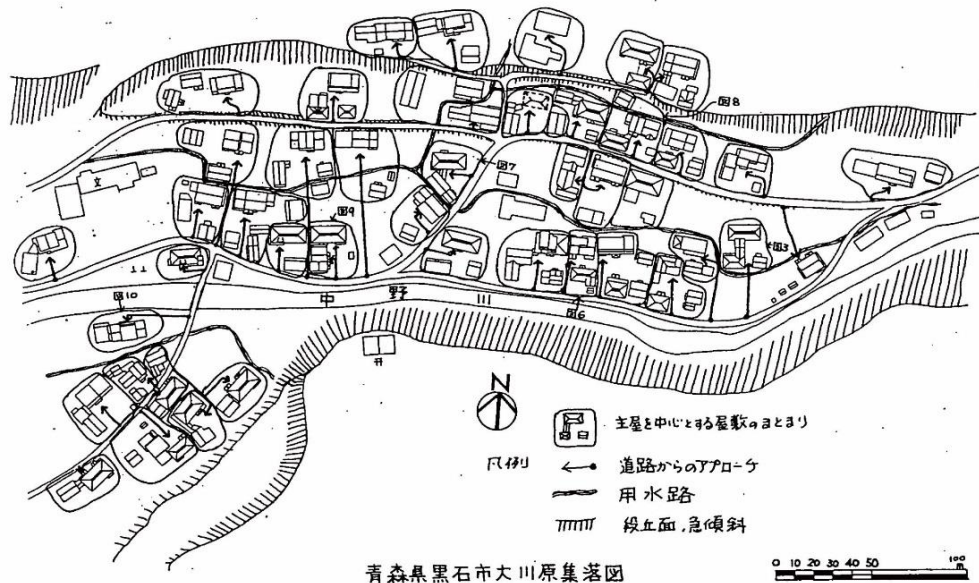 図8
図7
文
図9
図3
中野川
図6
図10
开
N
主屋を中心とする屋敷のまとまり
凡例
道路からのアプローチ
用水路
段丘面,急傾斜
0 10 20 30 40 50 100m
青森県黒石市大川原集落図